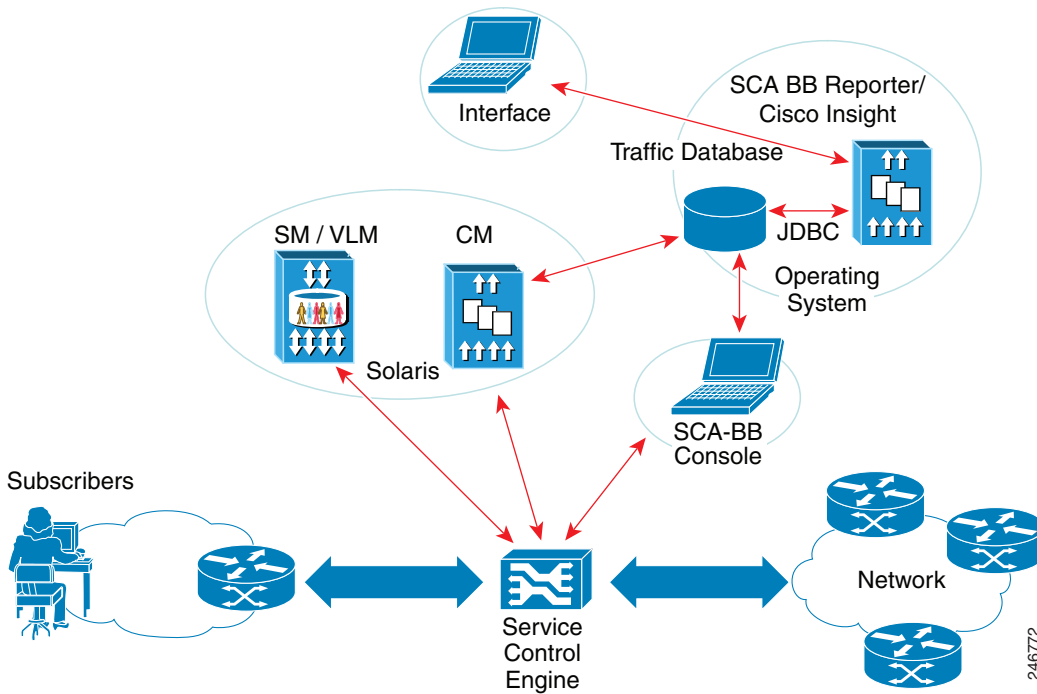 Interface
SCA BB Reporter/
Cisco Insight
Traffic Database
JDBC
Operating
System
SM / VLM
CM
Solaris
SCA-BB
Console
Subscribers
Service
Control
Engine
Network
246772